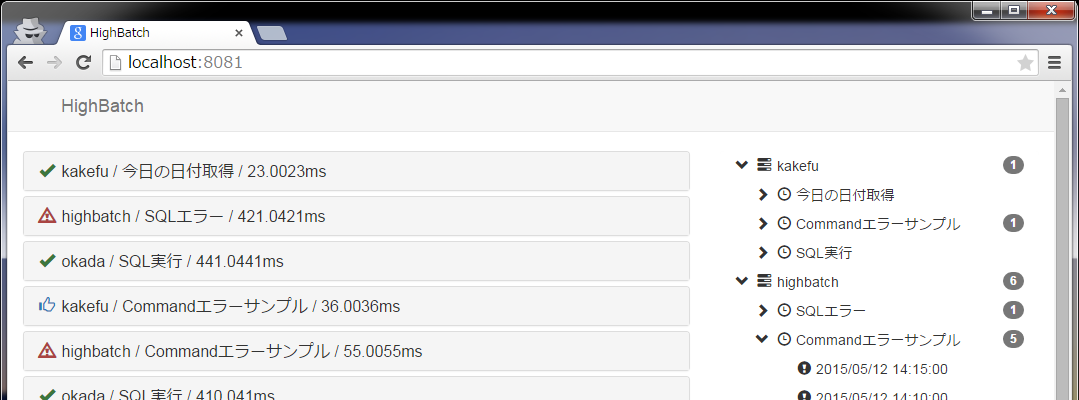 HighBatch
localhost:8081
HighBatch
kakefu / 今日の日付取得 / 23.0023ms
highbatch / SQLエラー / 421.0421ms
okada / SQL実行 / 441.0441ms
kakefu / Commandエラーサンプル / 36.0036ms
highbatch / Commandエラーサンプル / 55.0055ms
okada / SQL実行 / 410.041ms
kakefu 1
今日の日付取得
Commandエラーサンプル 1
SQL実行
highbatch 6
SQLエラー 1
Commandエラーサンプル 5
2015/05/12 14:15:00
2015/05/12 14:10:00